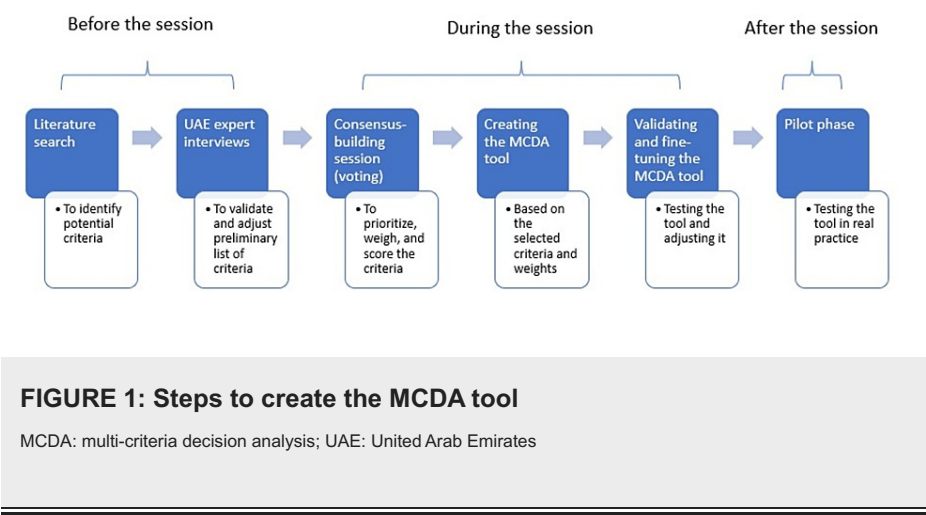 Before the session
During the session
After the session
Literature
search
• To identify
potential
criteria
UAE expert
interviews
• To validate
and adjust
preliminary
list of
criteria
Consensus-
building
session
(voting)
• To
prioritize,
weigh, and
score the
criteria
Creating
the MCDA
tool
• Based on
the
selected
criteria and
weights
Validating
and fine-
tuning the
MCDA tool
• Testing the
tool and
adjusting it
Pilot phase
• Testing the
tool in real
practice
FIGURE 1: Steps to create the MCDA tool
MCDA: multi-criteria decision analysis; UAE: United Arab Emirates